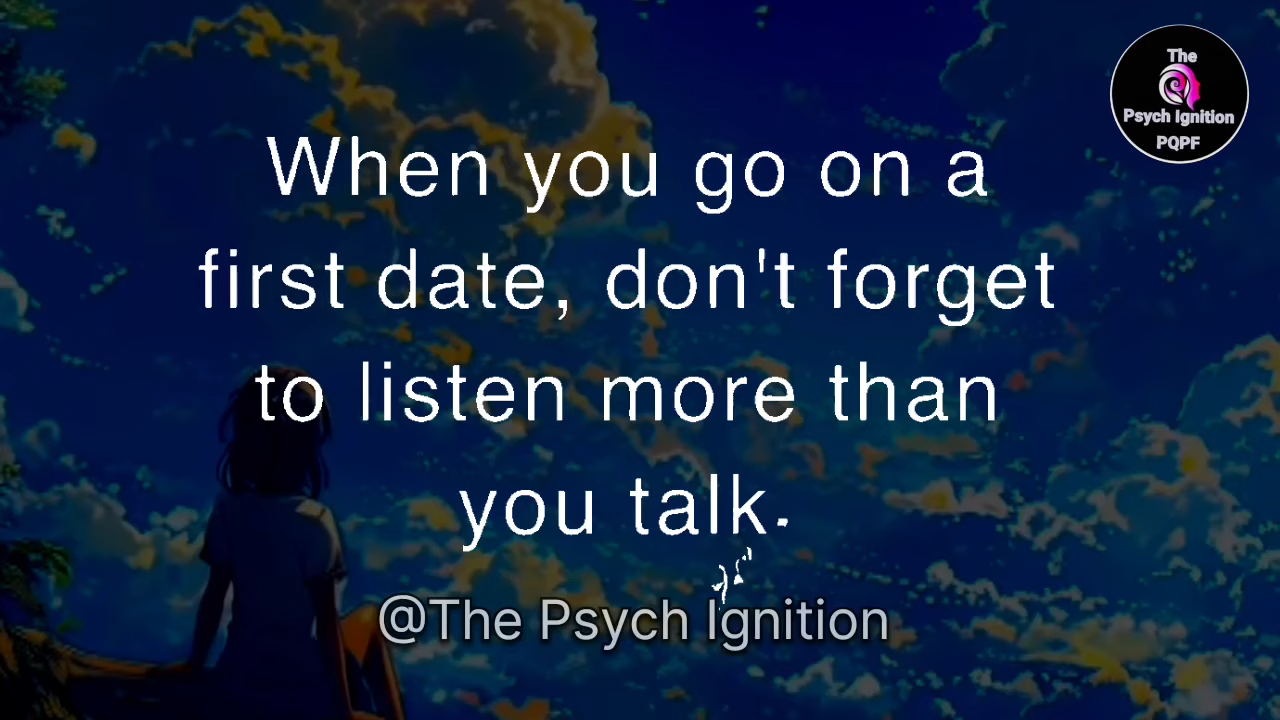 The
Psych Ignition
PQPF
When you go on a
first date, don't forget
to listen more than
you talk.
@The Psych Ignition